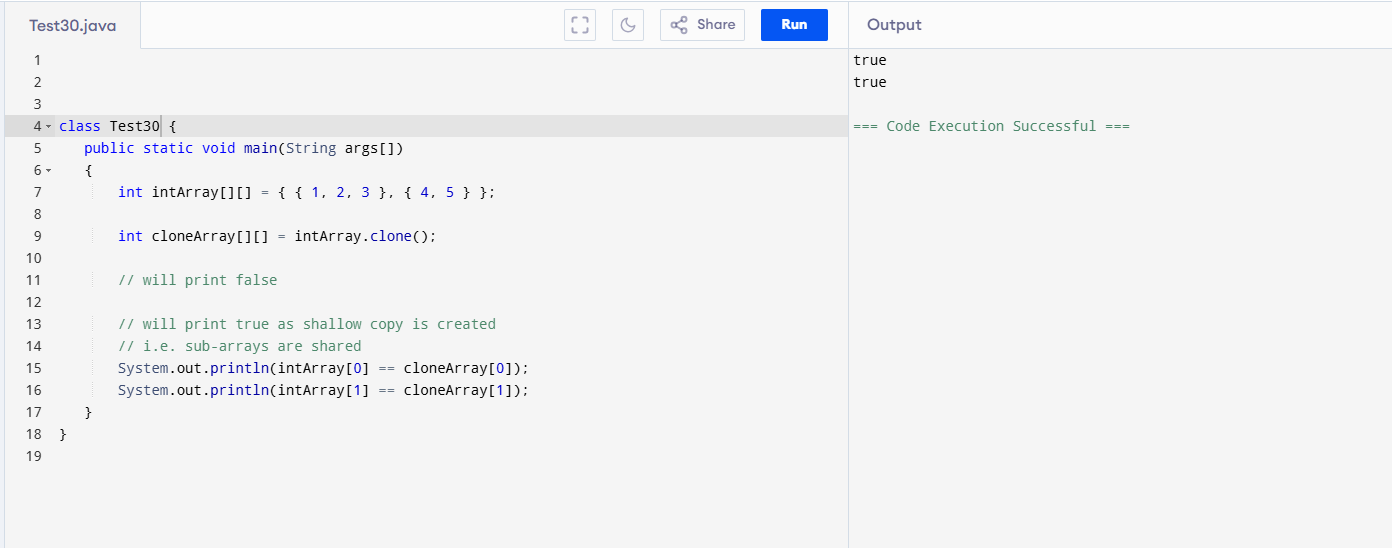 Test30.java
Share
Run
Output
1
2
3
4 class Test30 {
5 public static void main(String args[])
6 {
7 int intArray[][] = { { 1, 2, 3 }, { 4, 5 } };
8
9 int cloneArray[][] = intArray.clone();
10
11 // will print false
12
13 // will print true as shallow copy is created
14 // i.e. sub-arrays are shared
15 System.out.println(intArray[0] == cloneArray[0]);
16 System.out.println(intArray[1] == cloneArray[1]);
17 }
18 }
19
true
true
=== Code Execution Successful ===